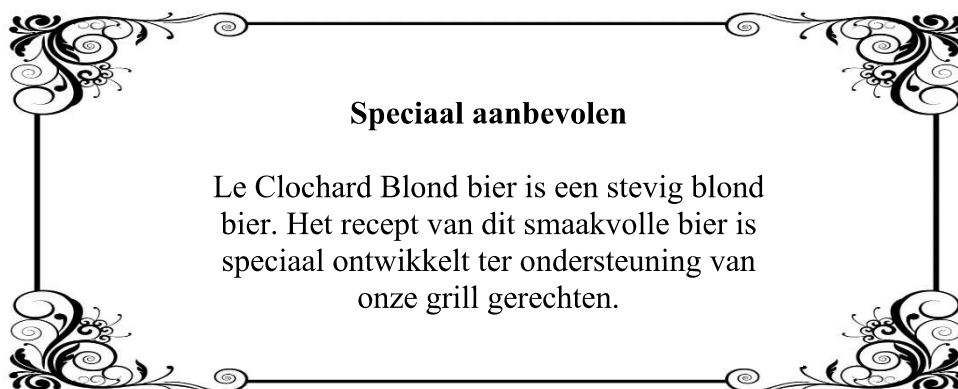 Speciaal aanbevolen
Le Clochard Blond bier is een stevig blond
bier. Het recept van dit smaakvolle bier is
speciaal ontwikkelt ter ondersteuning van
onze grill gerechten.